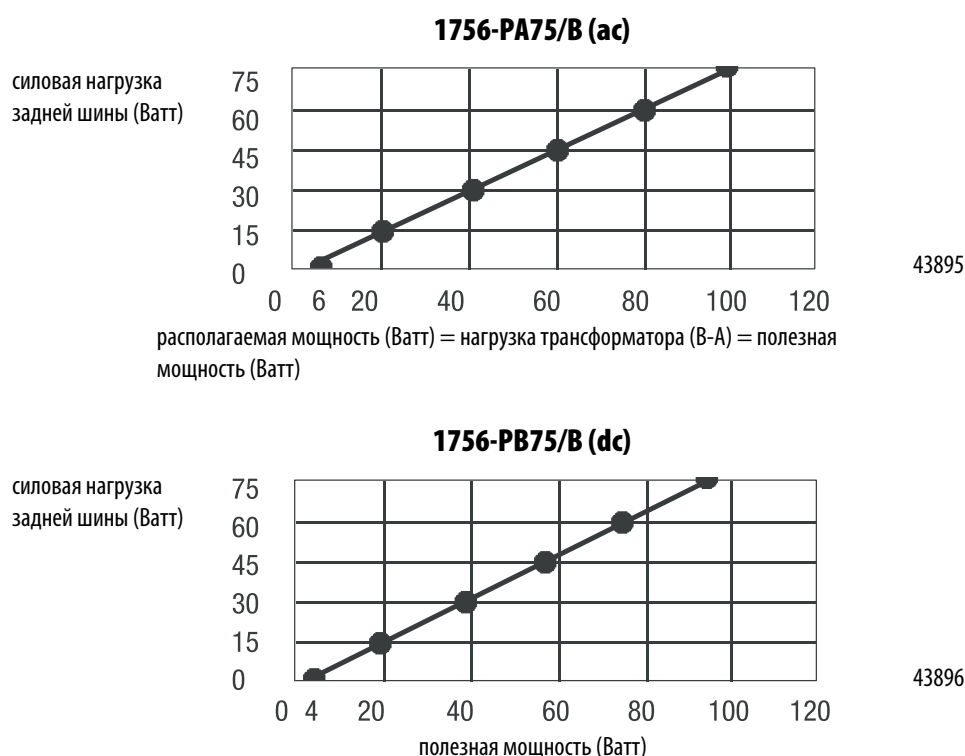 1756-PA75/B (ac)
силовая нагрузка
задней шины (Ватт)
75
60
45
30
15
0
43895
0 6 20 40 60 80 100 120
располагаемая мощность (Ватт) = нагрузка трансформатора (В-А) = полезная
мощность (Ватт)
1756-PB75/B (dc)
силовая нагрузка
задней шины (Ватт)
75
60
45
30
15
0
43896
0 4 20 40 60 80 100 120
полезная мощность (Ватт)